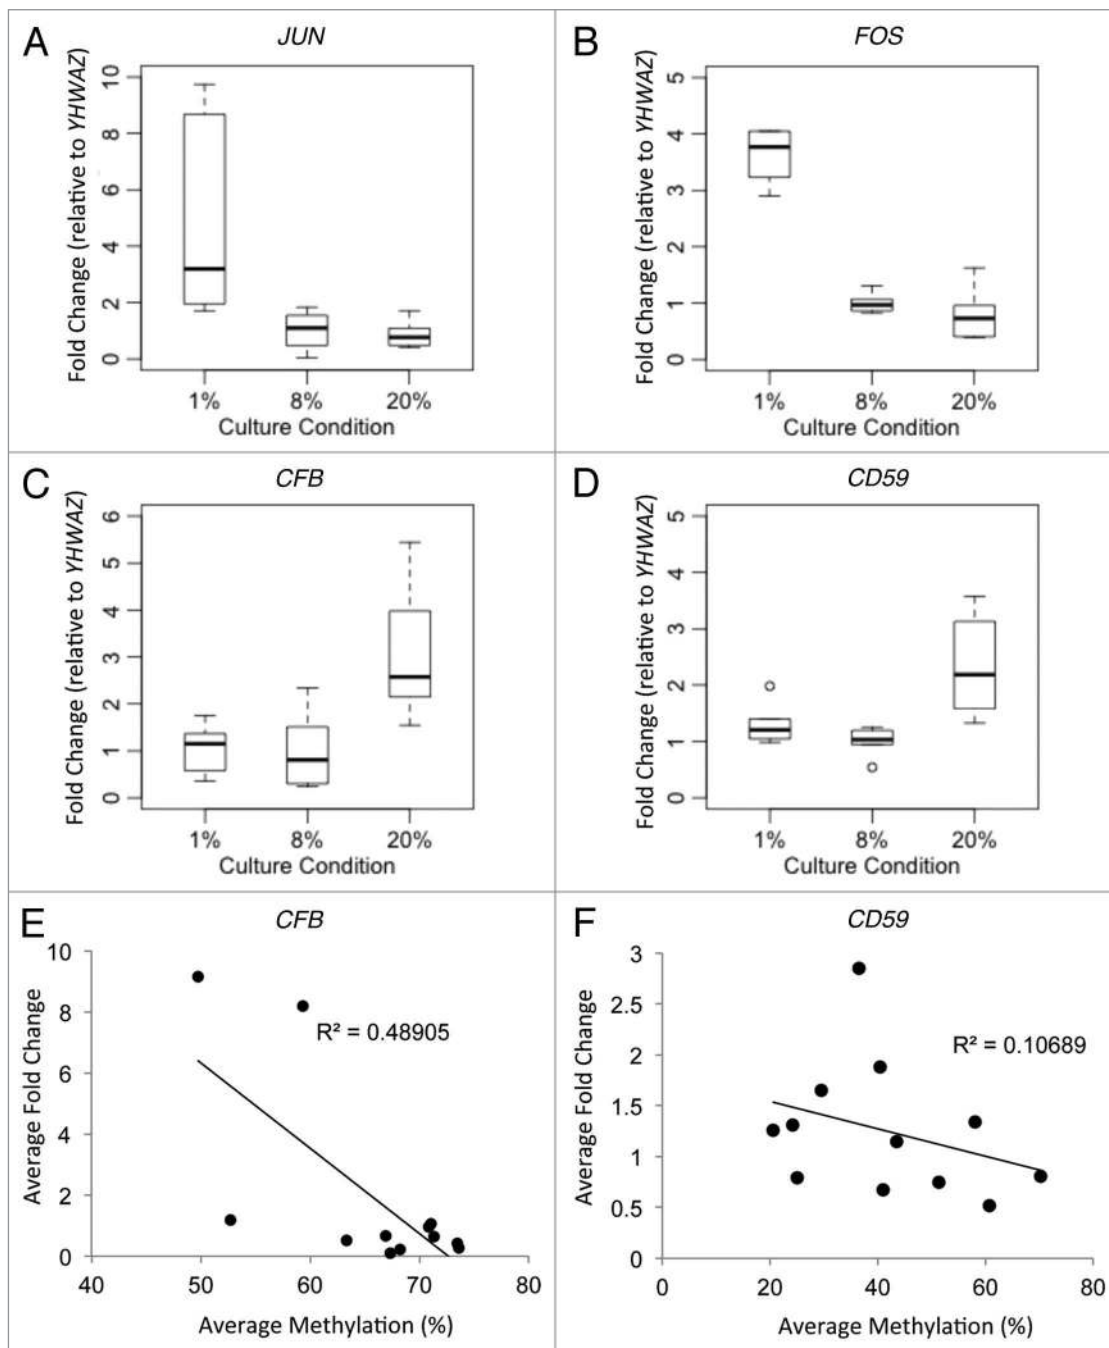 A
JUN
Fold Change (relative to YHWAZ)
10
8
6
4
2
0
1%
8%
20%
Culture Condition
B
FOS
Fold Change (relative to YHWAZ)
5
4
3
2
1
0
1%
8%
20%
Culture Condition
C
CFB
Fold Change (relative to YHWAZ)
6
5
4
3
2
1
0
1%
8%
20%
Culture Condition
D
CD59
Fold Change (relative to YHWAZ)
5
4
3
2
1
0
1%
8%
20%
Culture Condition
E
CFB
Average Fold Change
10
8
6
4
2
0
R² = 0.48905
40
50
60
70
80
Average Methylation (%)
F
CD59
Average Fold Change
3
2.5
2
1.5
1
0.5
0
R² = 0.10689
0
20
40
60
80
Average Methylation (%)